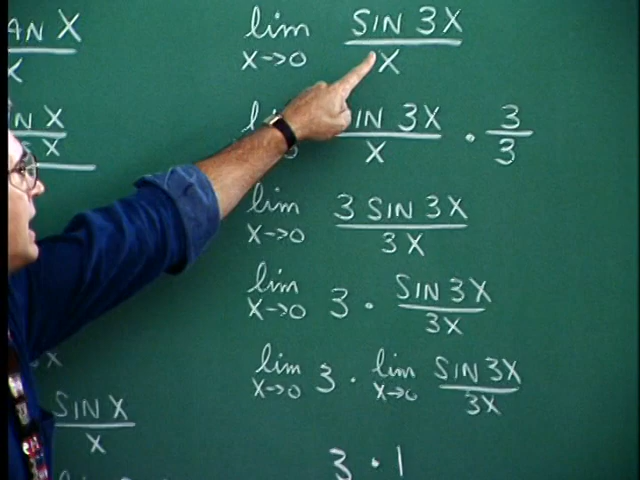 AN X
X
lim SIN 3X
X→0 X
IN X
X
li SIN 3X · 3
X 3
lim 3 SIN 3X
X→0 3X
lim 3 · SIN 3X
X→0 3X
lim 3 · lim SIN 3X
X→0 X→0 3X
X
SIN X
X
3 · 1